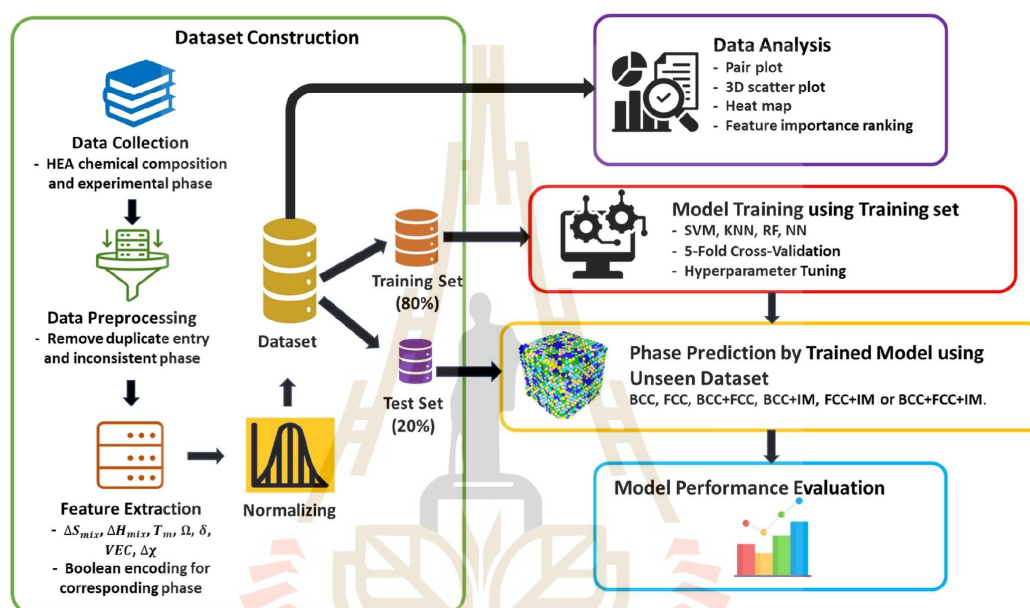 Dataset Construction
Data Collection
- HEA chemical composition
and experimental phase
Data Preprocessing
- Remove duplicate entry
and inconsistent phase
Feature Extraction
- ΔS_mix, ΔH_mix, T_m, Ω, δ,
VEC, Δχ
- Boolean encoding for
corresponding phase
Normalizing
Dataset
Training Set
(80%)
Test Set
(20%)
Data Analysis
- Pair plot
- 3D scatter plot
- Heat map
- Feature importance ranking
Model Training using Training set
- SVM, KNN, RF, NN
- 5-Fold Cross-Validation
- Hyperparameter Tuning
Phase Prediction by Trained Model using
Unseen Dataset
BCC, FCC, BCC+FCC, BCC+IM, FCC+IM or BCC+FCC+IM.
Model Performance Evaluation